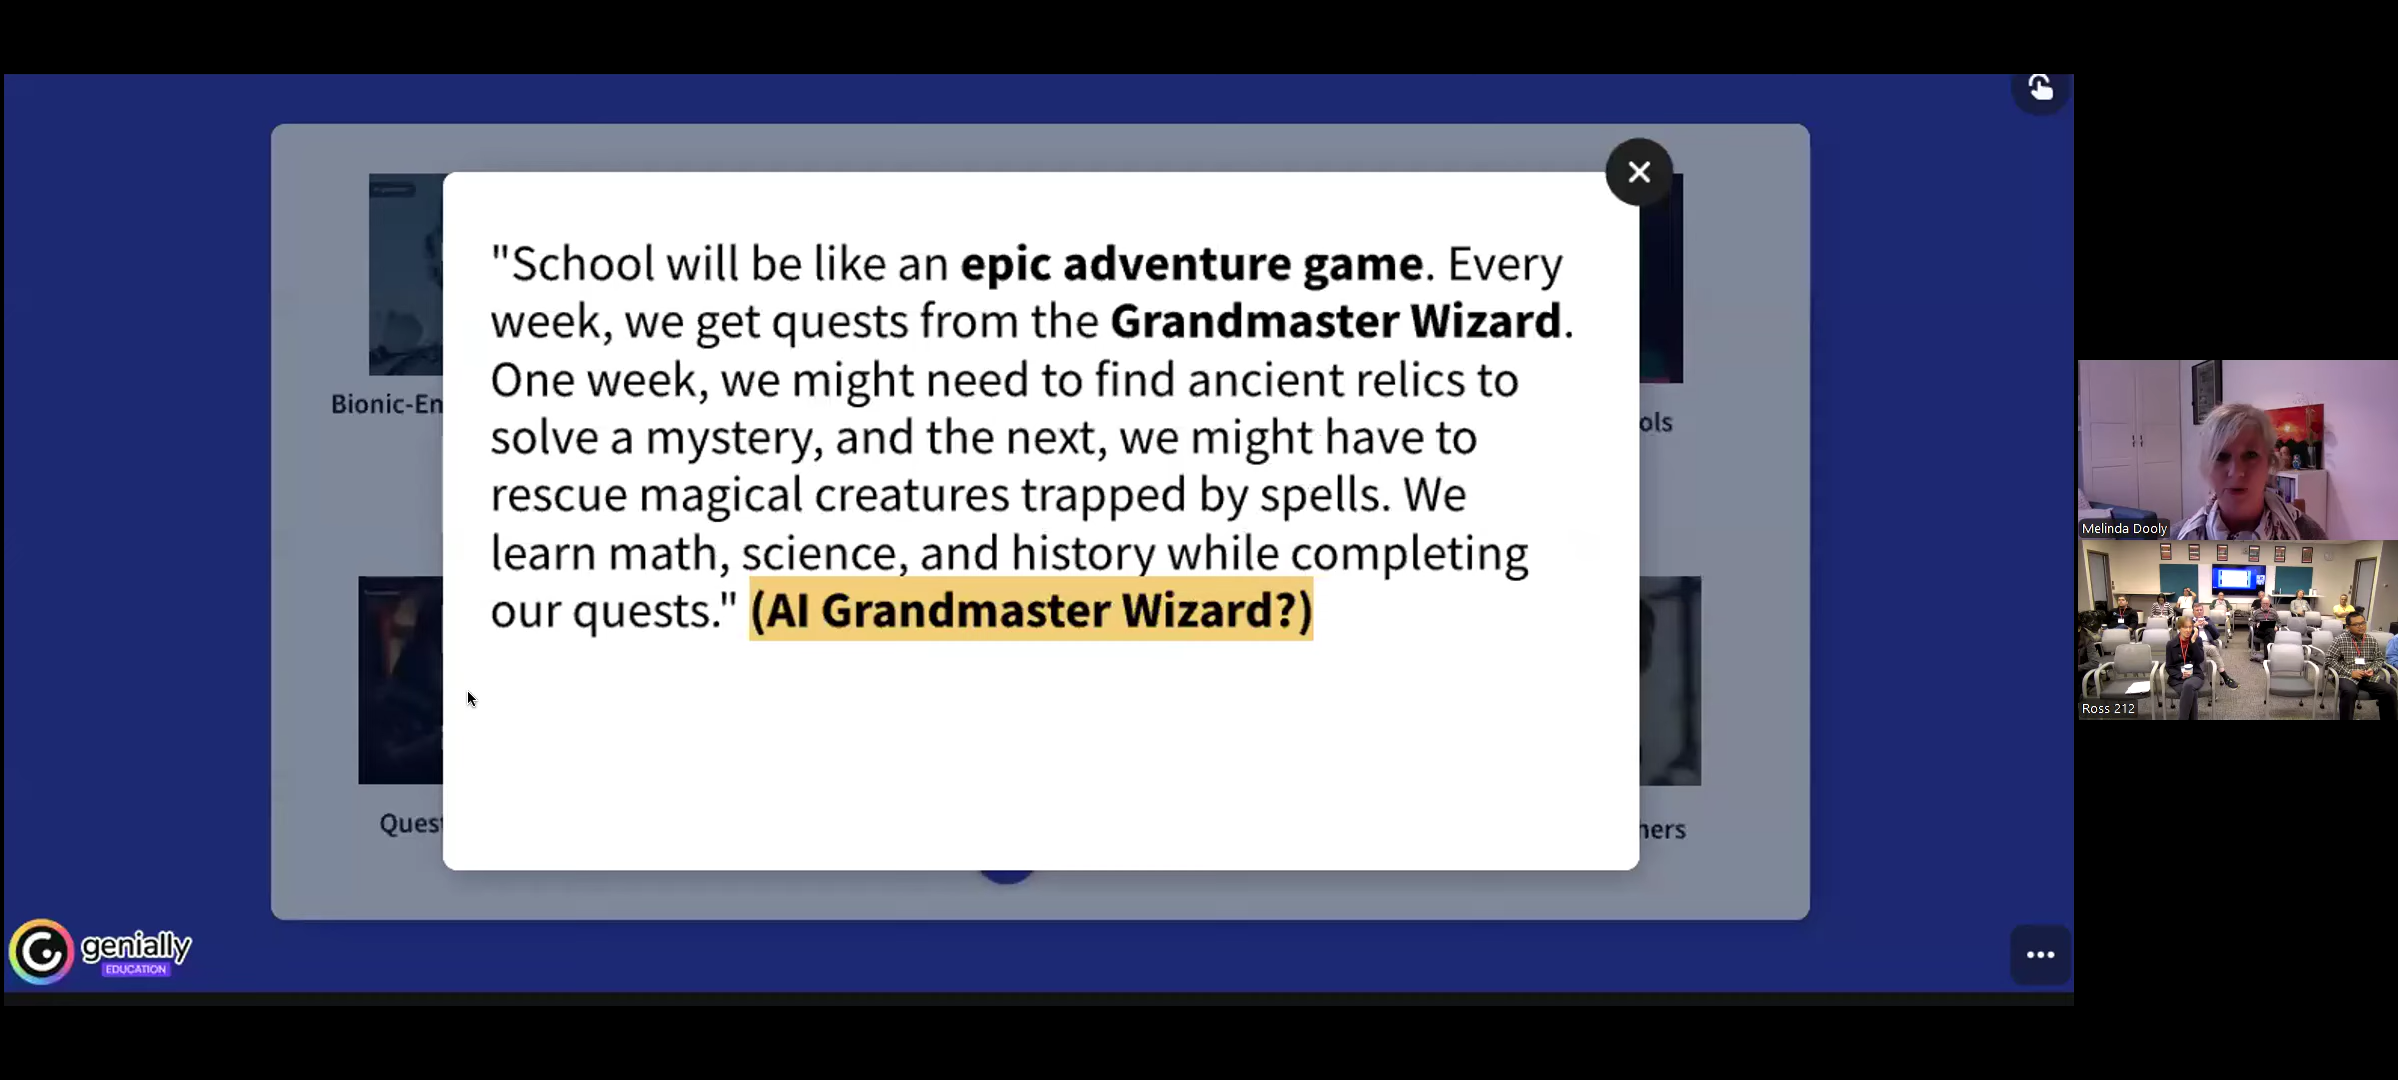 "School will be like an epic adventure game. Every
week, we get quests from the Grandmaster Wizard.
One week, we might need to find ancient relics to
solve a mystery, and the next, we might have to
rescue magical creatures trapped by spells. We
learn math, science, and history while completing
our quests." (AI Grandmaster Wizard?)
Bionic-En
ols
Quest
hers
genially
EDUCATION
Melinda Dooly
Ross 212